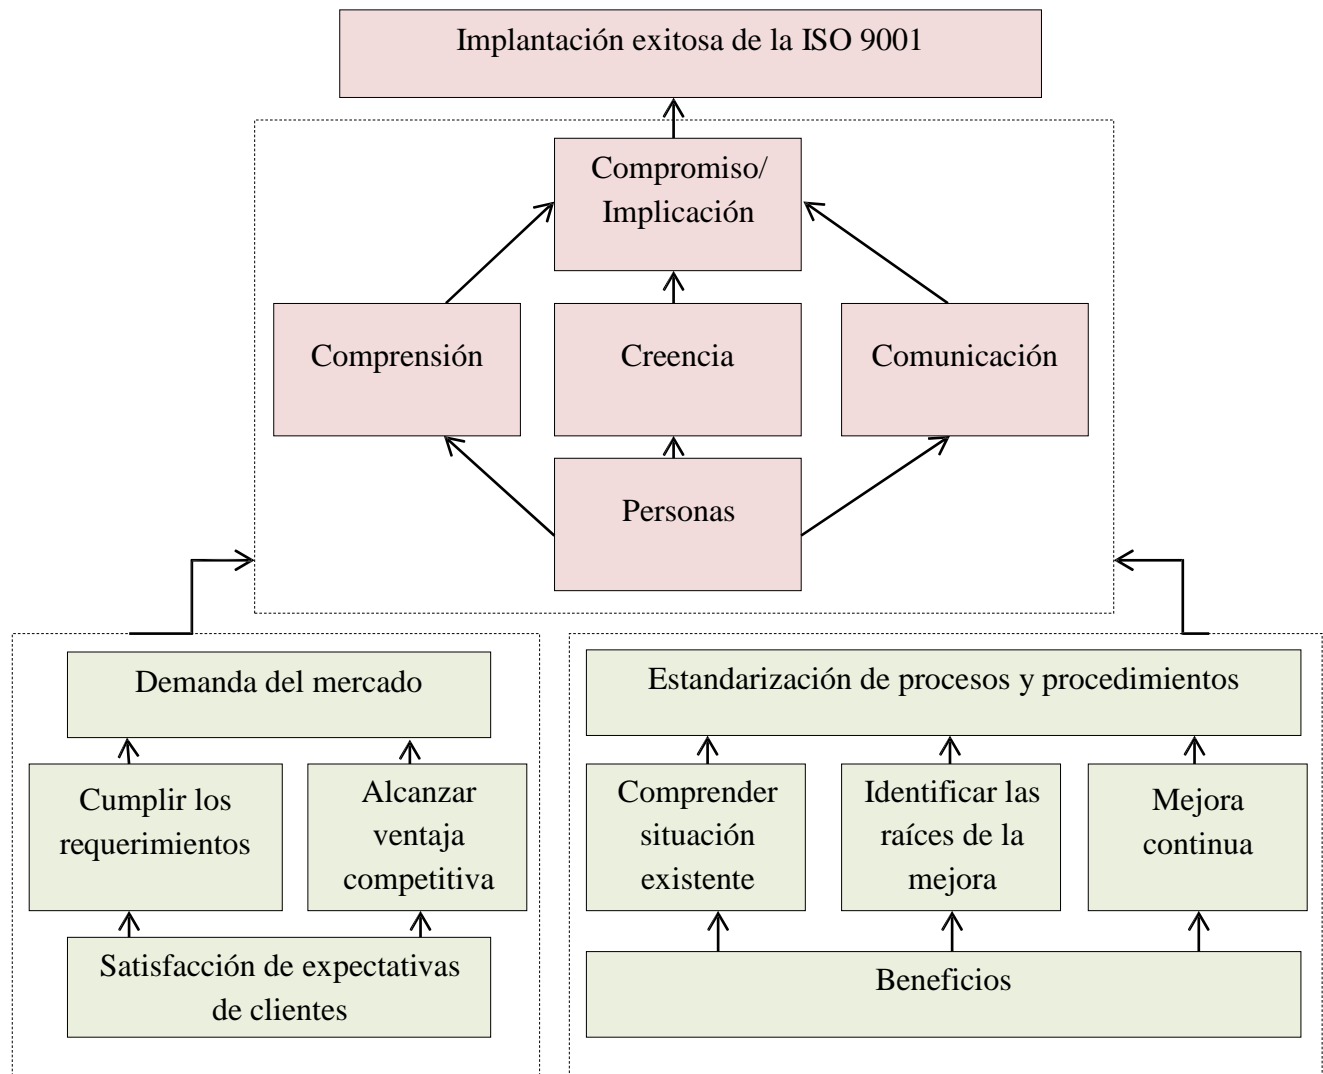 Implantación exitosa de la ISO 9001
Compromiso/
Implicación
Comprensión
Creencia
Comunicación
Personas
Demanda del mercado
Cumplir los
requerimientos
Alcanzar
ventaja
competitiva
Satisfacción de expectativas
de clientes
Estandarización de procesos y procedimientos
Comprender
situación
existente
Identificar las
raíces de la
mejora
Mejora
continua
Beneficios